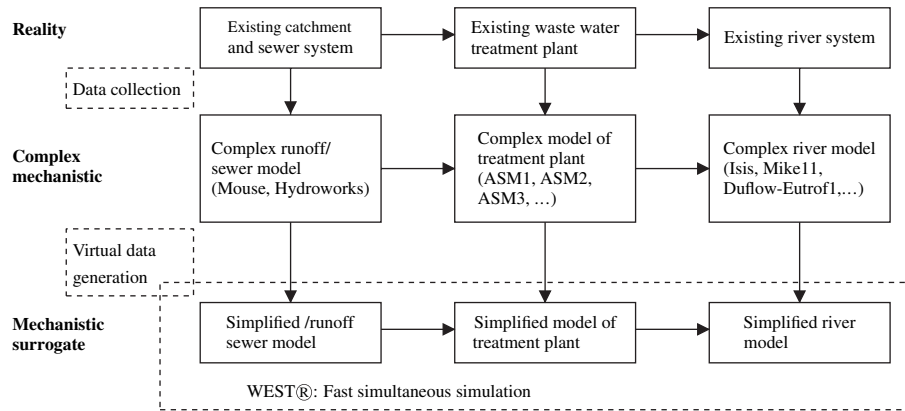 Reality
Existing catchment
and sewer system
Existing waste water
treatment plant
Existing river system
Data collection
Complex
mechanistic
Complex runoff/
sewer model
(Mouse, Hydroworks)
Complex model of
treatment plant
(ASM1, ASM2,
ASM3, …)
Complex river model
(Isis, Mike11,
Duflow-Eutrof1,…)
Virtual data
generation
Mechanistic
surrogate
Simplified /runoff
sewer model
Simplified model of
treatment plant
Simplified river
model
WEST®: Fast simultaneous simulation